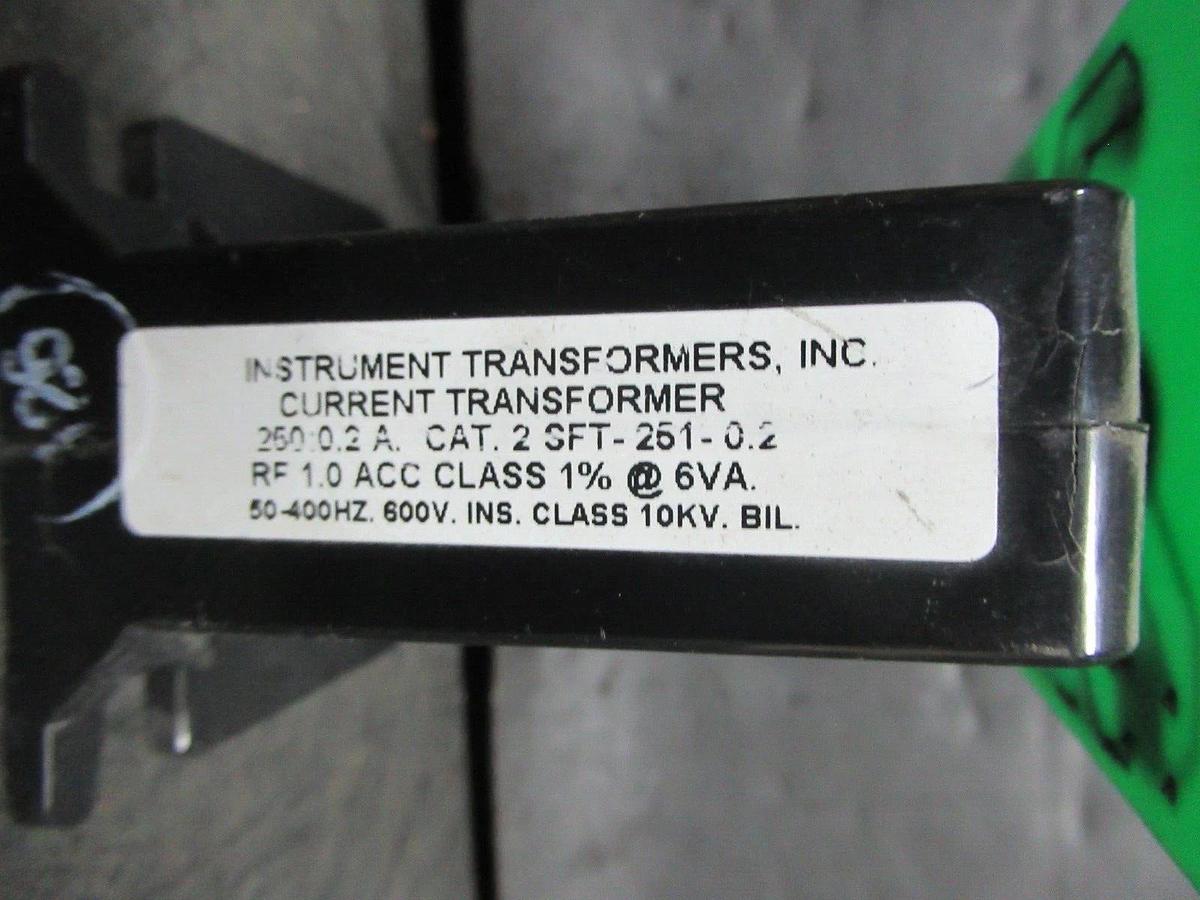 INSTRUMENT TRANSFORMERS, INC.
CURRENT TRANSFORMER
250:0.2 A. CAT. 2 SFT-251-0.2
RF 1.0 ACC CLASS 1% @ 6VA.
50-400HZ. 600V. INS. CLASS 10KV. BIL.